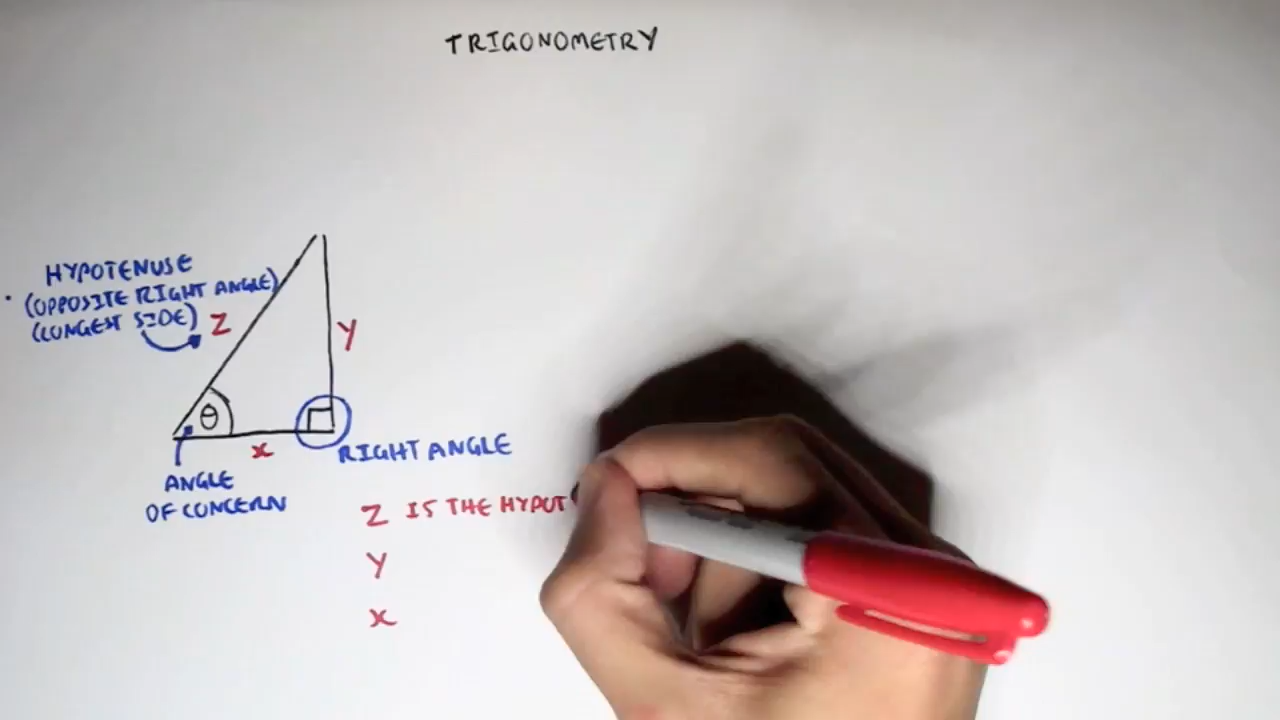 TRIGONOMETRY
HYPOTENUSE
(OPPOSITE RIGHT ANGLE)
(LONGEST SIDE)
Z
Y
θ
x
RIGHT ANGLE
ANGLE
OF CONCERN
Z IS THE HYPOT
Y
x